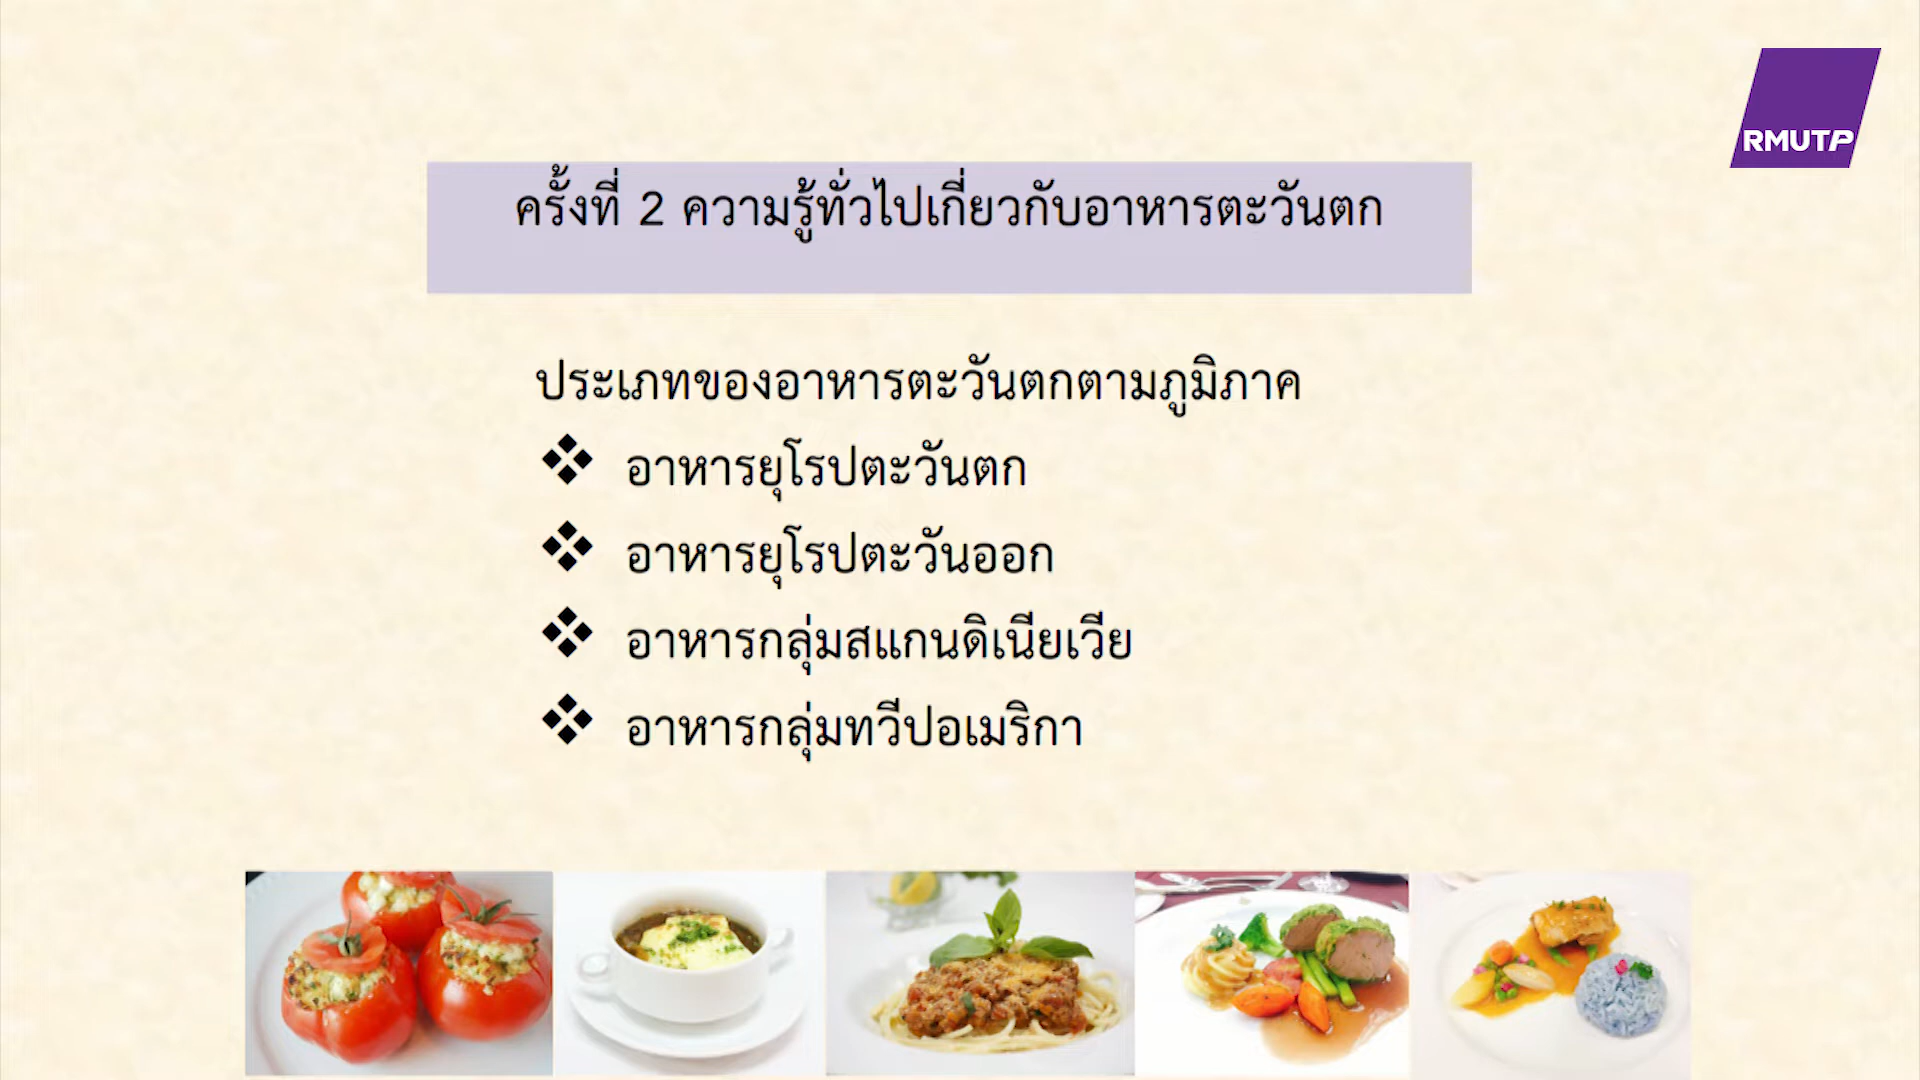 RMUTP
ครั้งที่ 2 ความรู้ทั่วไปเกี่ยวกับอาหารตะวันตก
ประเภทของอาหารตะวันตกตามภูมิภาค
❖ อาหารยุโรปตะวันตก
❖ อาหารยุโรปตะวันออก
❖ อาหารกลุ่มสแกนดิเนียเวีย
❖ อาหารกลุ่มทวีปอเมริกา